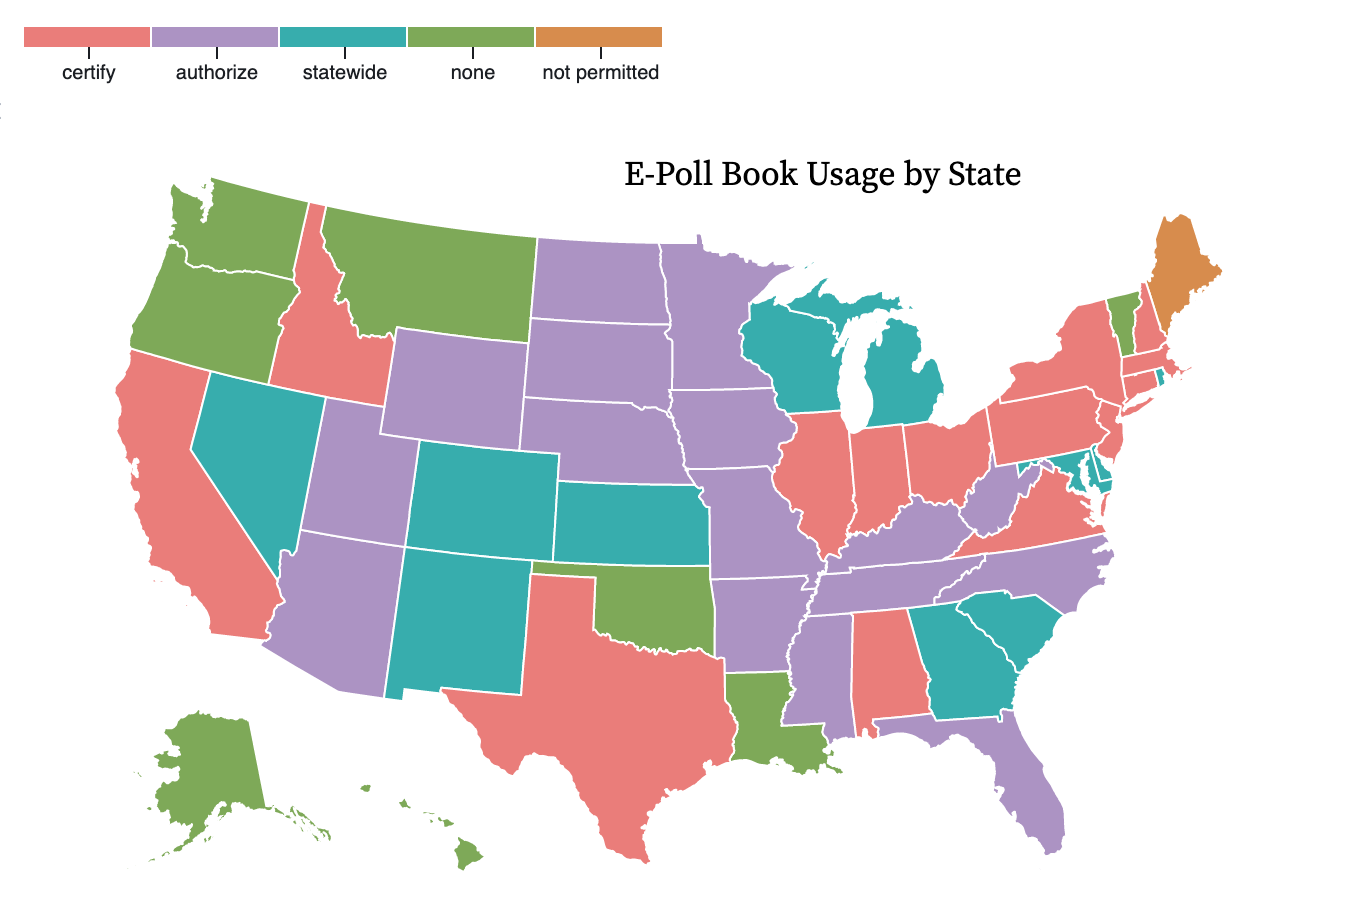 certify authorize statewide none not permitted
E-Poll Book Usage by State